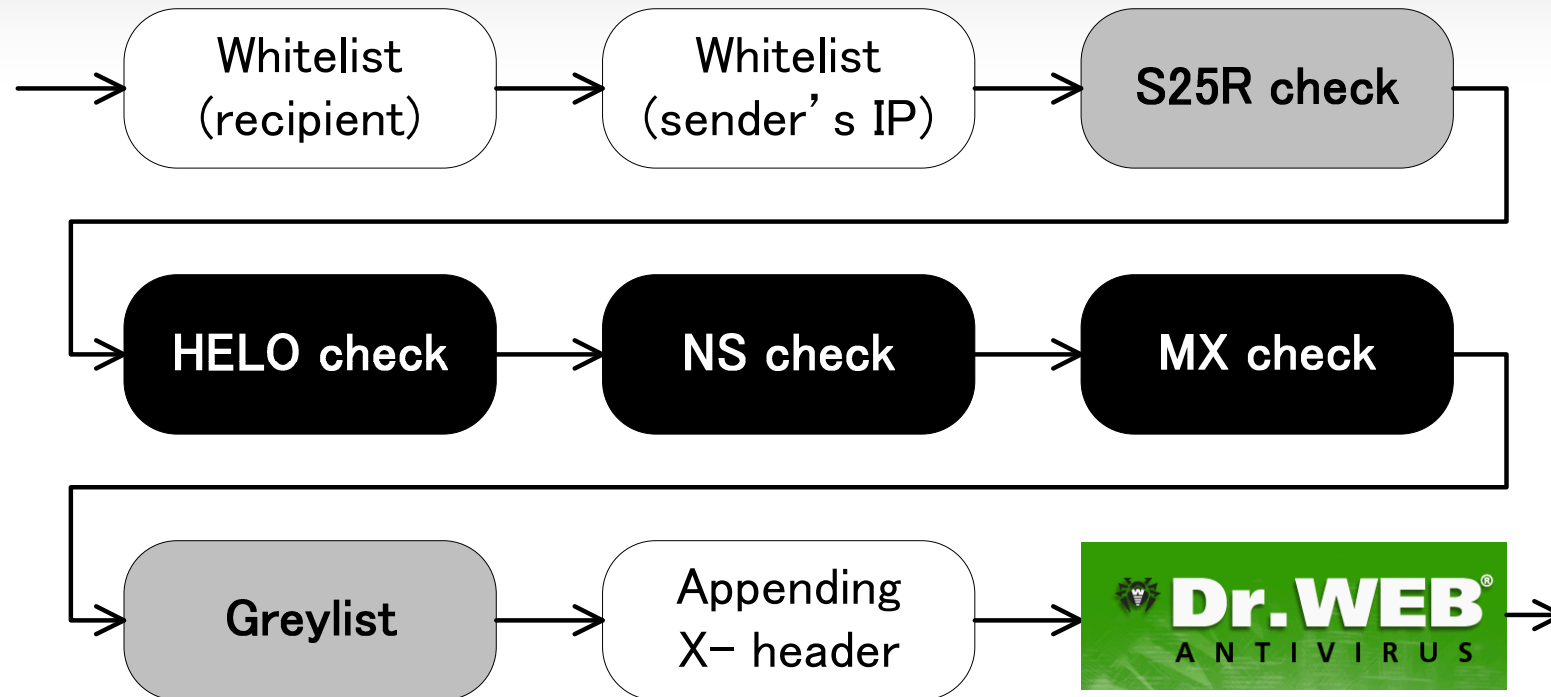 Whitelist
(recipient)
Whitelist
(sender's IP)
S25R check
HELO check
NS check
MX check
Greylist
Appending
X- header
Dr.WEB®
ANTIVIRUS